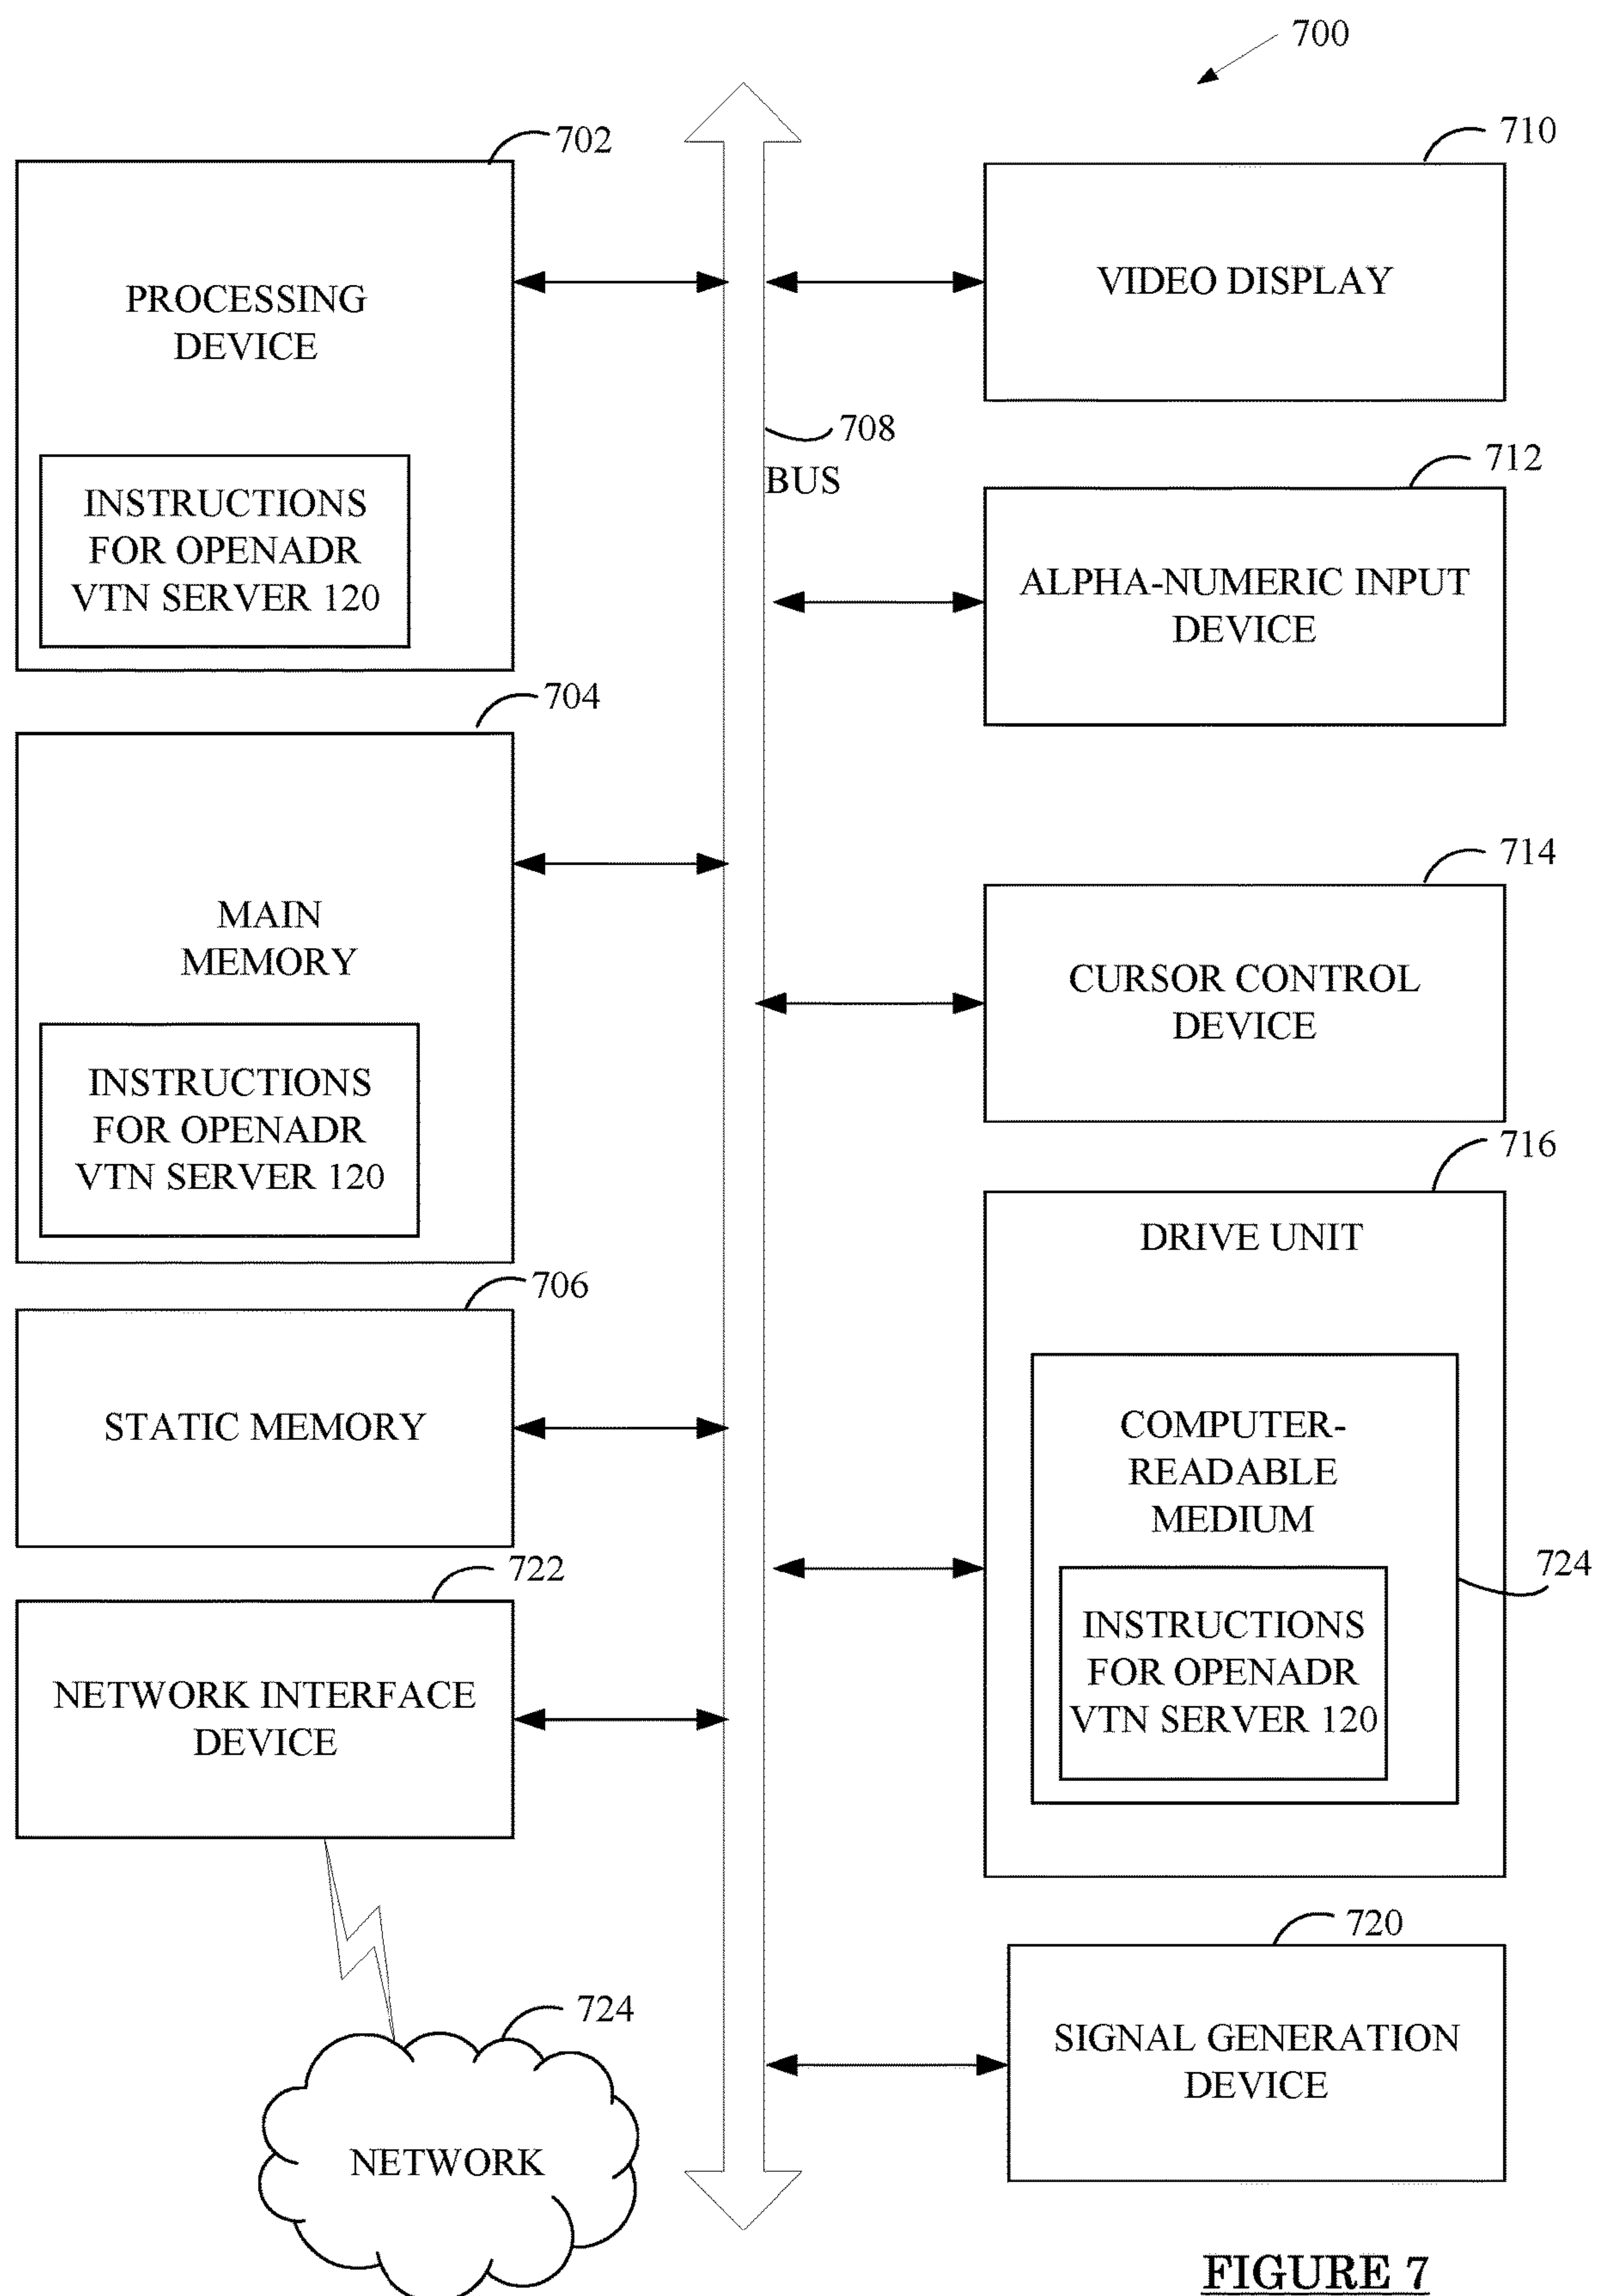 700
702
PROCESSING
DEVICE
INSTRUCTIONS
FOR OPENADR
VTN SERVER 120
704
MAIN
MEMORY
INSTRUCTIONS
FOR OPENADR
VTN SERVER 120
706
STATIC MEMORY
722
NETWORK INTERFACE
DEVICE
724
NETWORK
708
BUS
710
VIDEO DISPLAY
712
ALPHA-NUMERIC INPUT
DEVICE
714
CURSOR CONTROL
DEVICE
716
DRIVE UNIT
COMPUTER-
READABLE
MEDIUM
724
INSTRUCTIONS
FOR OPENADR
VTN SERVER 120
720
SIGNAL GENERATION
DEVICE
FIGURE 7